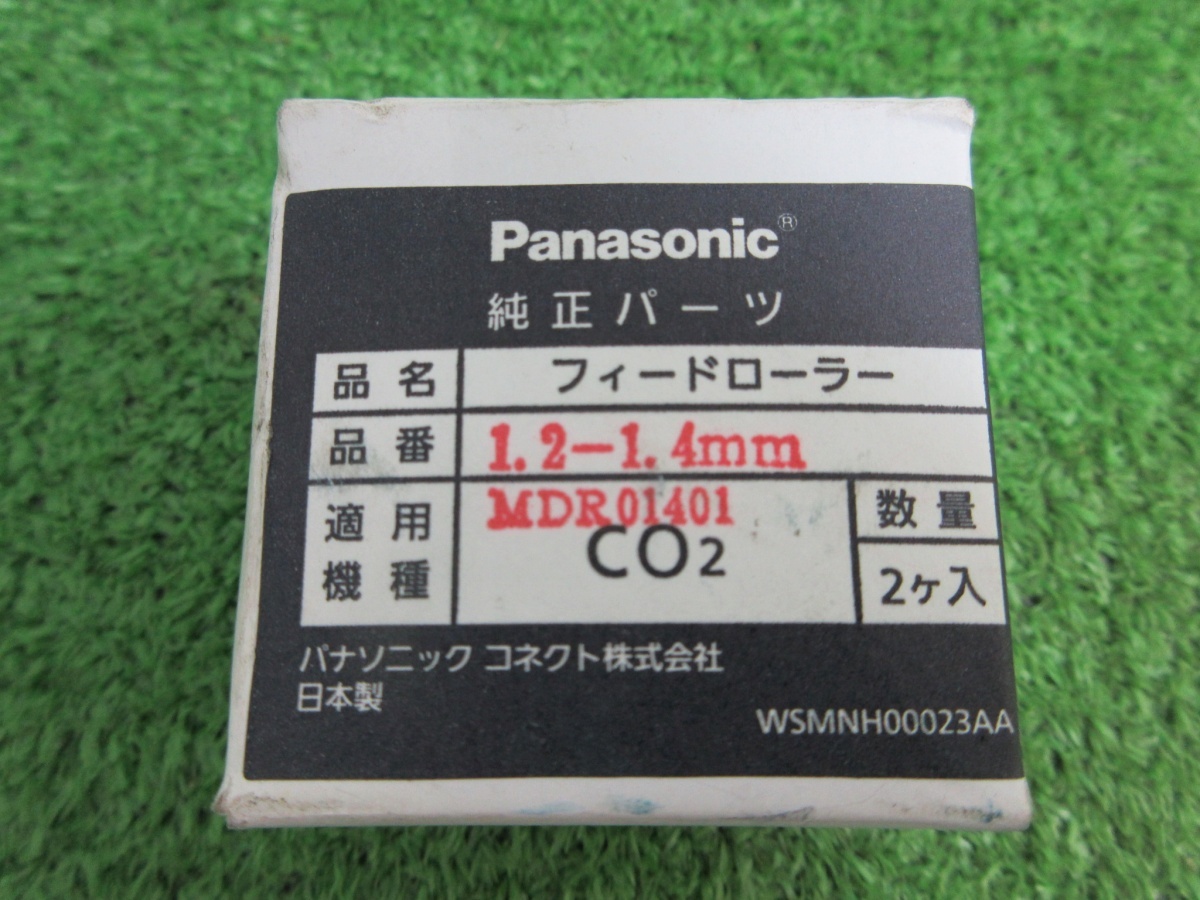 Panasonic®
純正パーツ
品名 フィードローラー
品番 1.2-1.4mm
MDR01401
適用機種 CO2
数量
2ヶ入
パナソニック コネクト株式会社
日本製
WSMNH00023AA